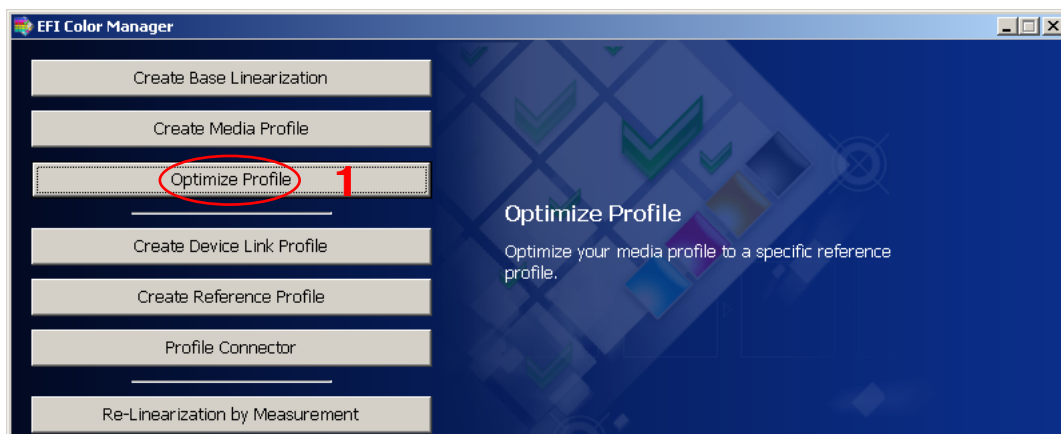 EFI Color Manager
Create Base Linearization
Create Media Profile
Optimize Profile 1
Create Device Link Profile
Create Reference Profile
Profile Connector
Re-Linearization by Measurement
Optimize Profile
Optimize your media profile to a specific reference
profile.